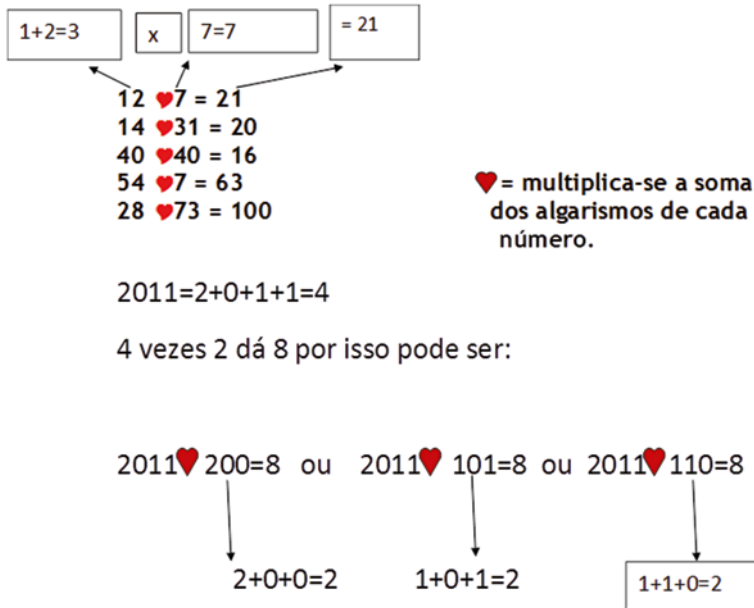 1+2=3 x 7=7 = 21
12 ♥7 = 21
14 ♥31 = 20
40 ♥40 = 16
54 ♥7 = 63
28 ♥73 = 100
♥= multiplica-se a soma
dos algarismos de cada
número.
2011=2+0+1+1=4
4 vezes 2 dá 8 por isso pode ser:
2011♥ 200=8 ou 2011♥ 101=8 ou 2011♥ 110=8
2+0+0=2 1+0+1=2 1+1+0=2